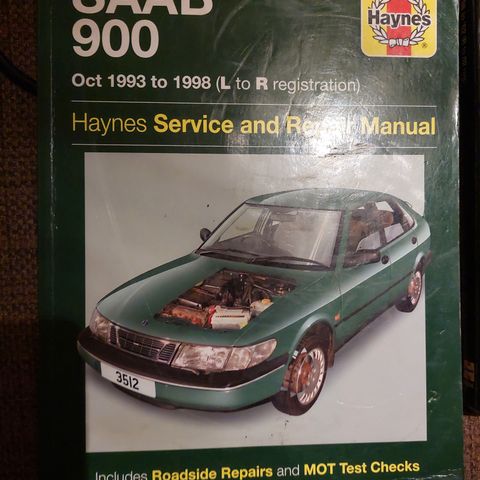 SAAB
900
Haynes
Oct 1993 to 1998 (L to R registration)
Haynes Service and Repair Manual
3512
Includes Roadside Repairs and MOT Test Checks